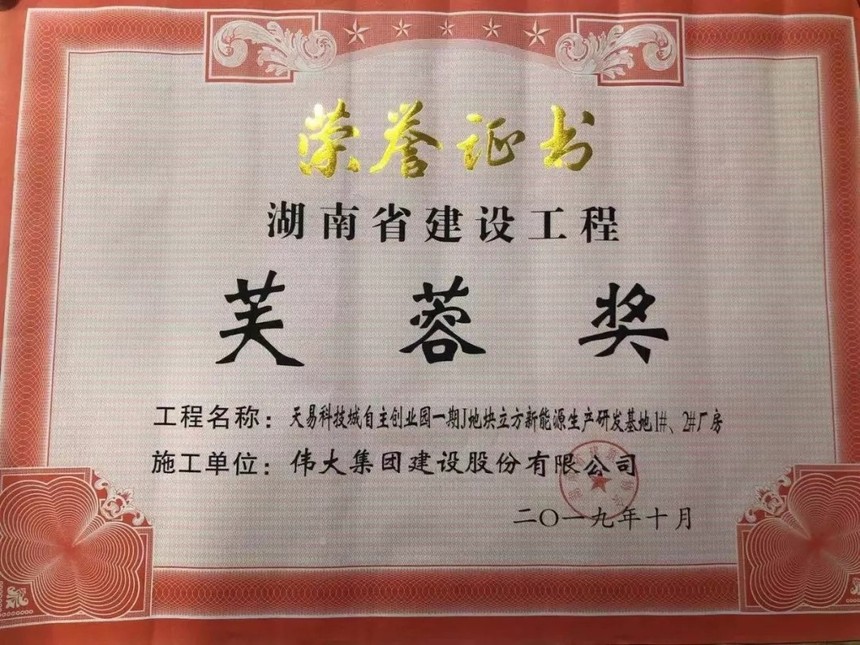 荣誉证书
湖南省建设工程
芙蓉奖
工程名称：天易科技城自主创业园一期J地块立方新能源生产研发基地1#、2#厂房
施工单位：伟大集团建设股份有限公司
二〇一九年十月